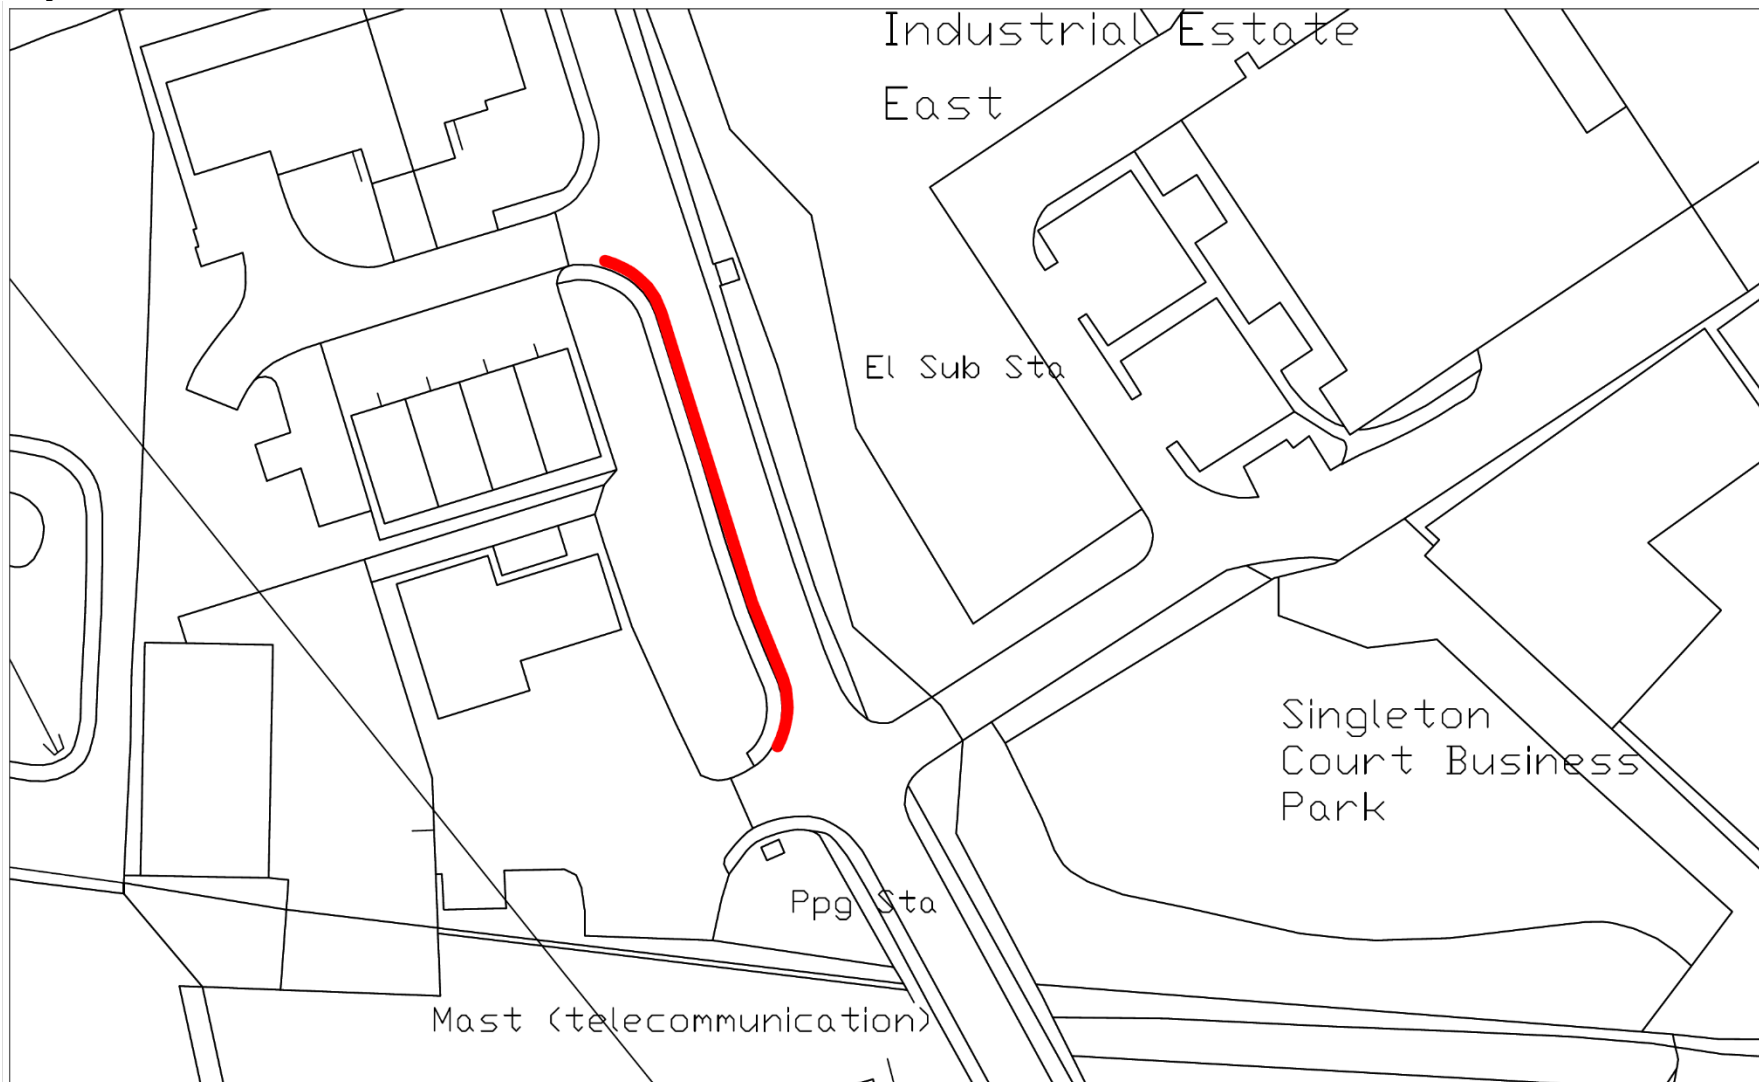 Industrial Estate
East
El Sub Sta
Singleton
Court Business
Park
Ppg Sta
Mast (telecommunication)